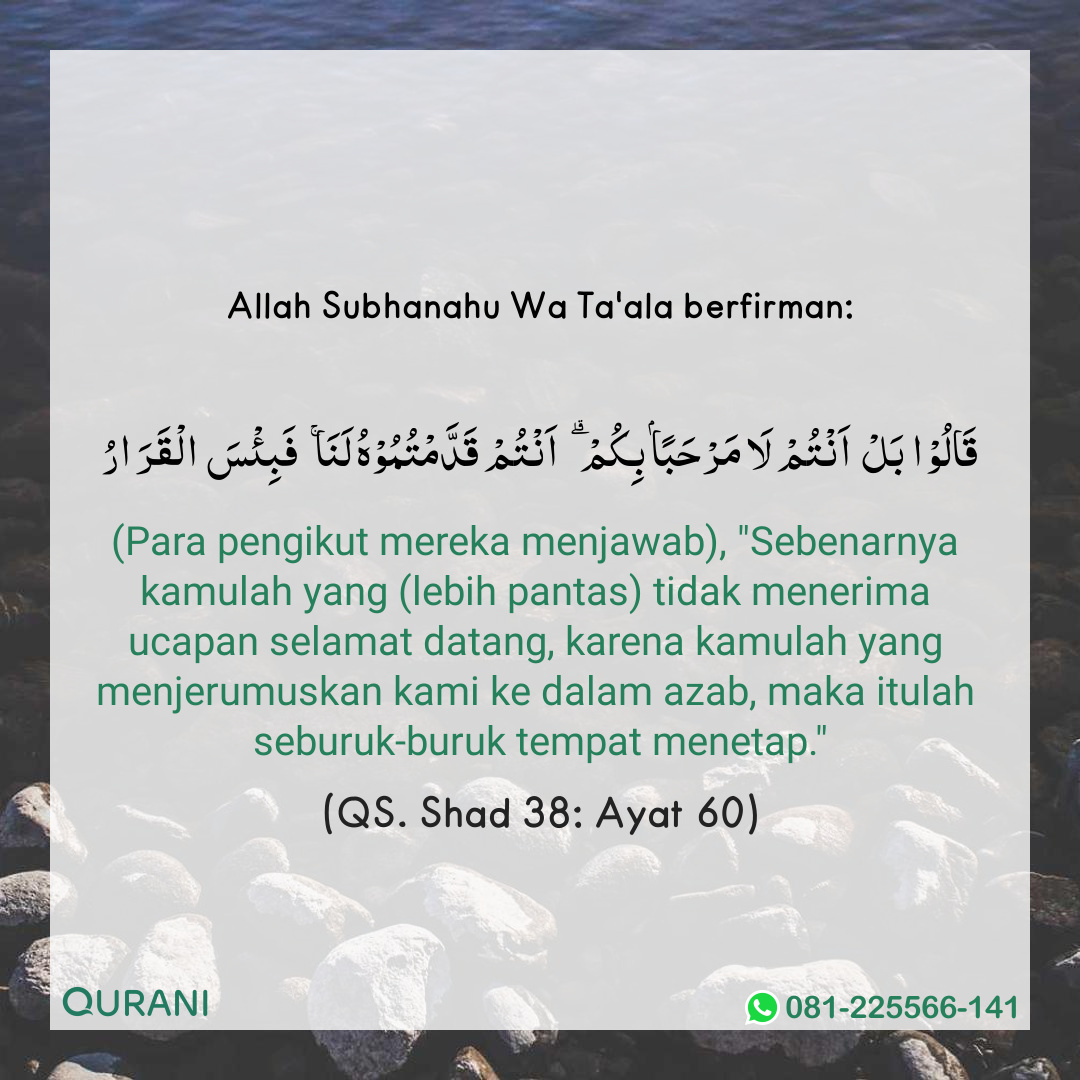 Allah Subhanahu Wa Ta'ala berfirman:
قَالُوْا بَلْ اَنْتُمْ لَا مَرْحَبًاۢ بِكُمْ ۗ اَنْتُمْ قَدَّمْتُمُوْهُ لَنَاۚ فَبِئْسَ الْقَرَارُ
(Para pengikut mereka menjawab), "Sebenarnya
kamulah yang (lebih pantas) tidak menerima
ucapan selamat datang, karena kamulah yang
menjerumuskan kami ke dalam azab, maka itulah
seburuk-buruk tempat menetap."
(QS. Shad 38: Ayat 60)
QURANI
081-225566-141